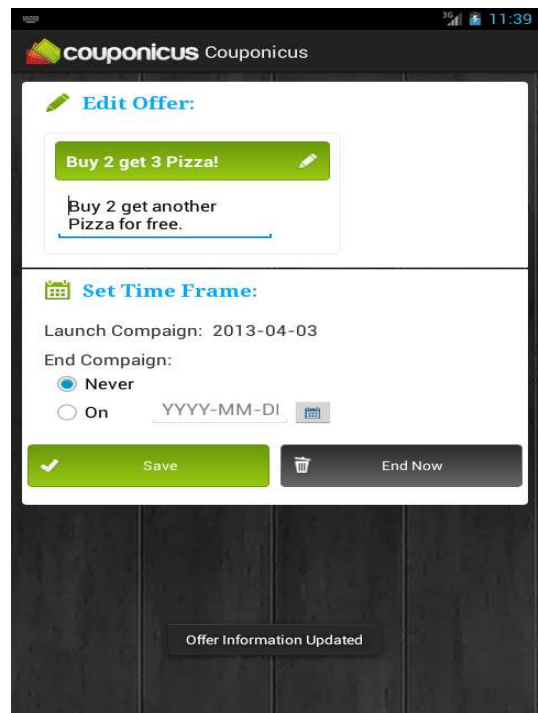 3G 11:39
couponicus Couponicus
Edit Offer:
Buy 2 get 3 Pizza!
Buy 2 get another
Pizza for free.
Set Time Frame:
Launch Compaign: 2013-04-03
End Compaign:
Never
On YYYY-MM-DI
Save End Now
Offer Information Updated